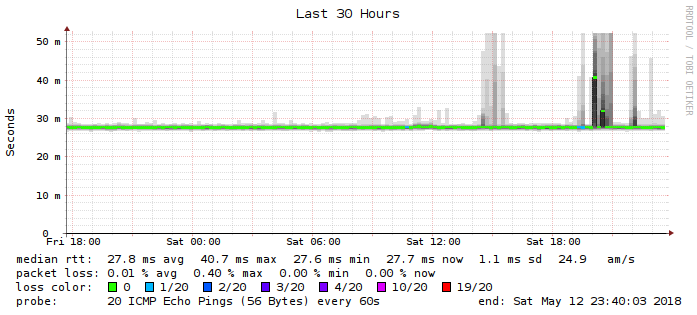 Last 30 Hours
RRDTOOL / TOBI OETIKER
Seconds
50 m
40 m
30 m
20 m
10 m
0
Fri 18:00 Sat 00:00 Sat 06:00 Sat 12:00 Sat 18:00
median rtt: 27.8 ms avg 40.7 ms max 27.6 ms min 27.7 ms now 1.1 ms sd 24.9 am/s
packet loss: 0.01 % avg 0.40 % max 0.00 % min 0.00 % now
loss color: 0 1/20 2/20 3/20 4/20 10/20 19/20
probe: 20 ICMP Echo Pings (56 Bytes) every 60s end: Sat May 12 23:40:03 2018